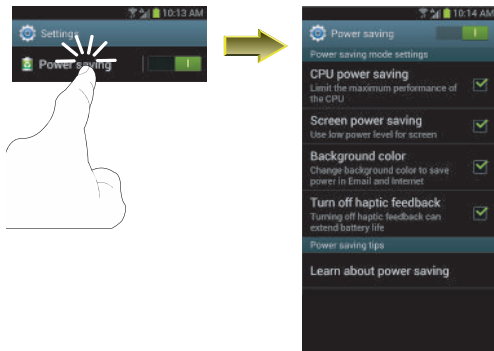 10:13 AM
Settings
Power saving
10:14 AM
Power saving
Power saving mode settings
CPU power saving
Limit the maximum performance of
the CPU
Screen power saving
Use low power level for screen
Background color
Change background color to save
power in Email and Internet
Turn off haptic feedback
Turning off haptic feedback can
extend battery life
Power saving tips
Learn about power saving